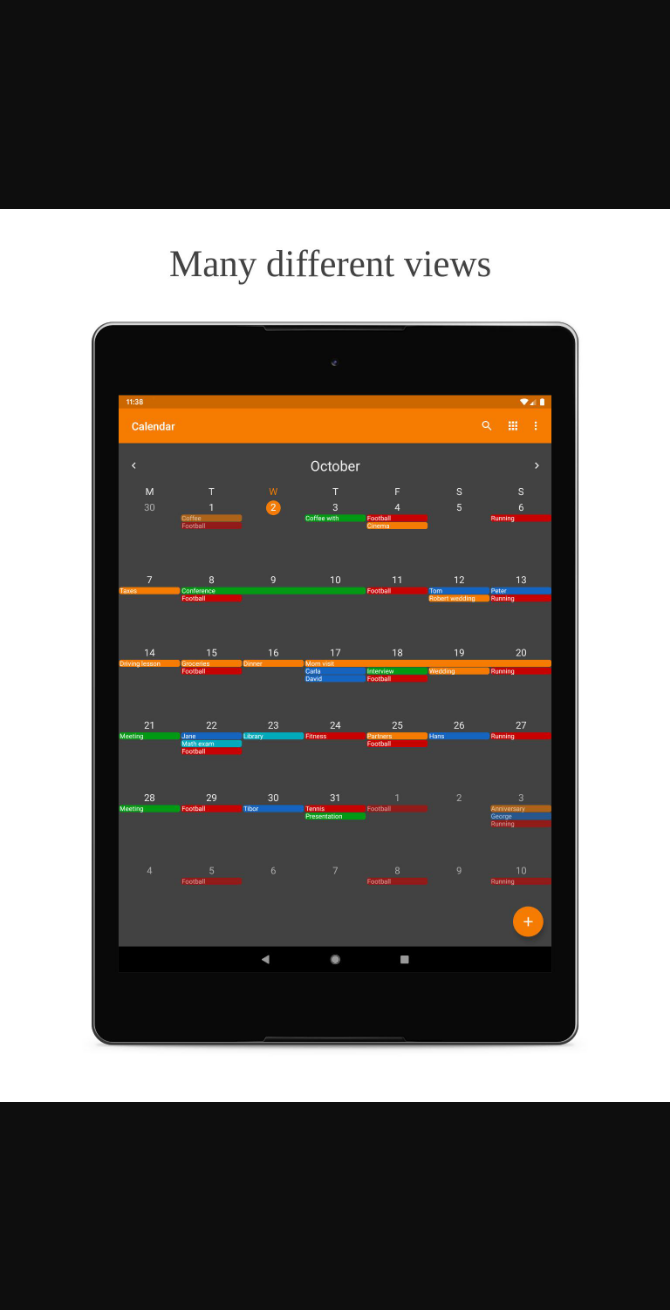 Many different views
11:38
Calendar
October
M T W T F S S
30 1 2 3 4 5 6
Coffee Coffee with Football Running
Football Cinema
7 8 9 10 11 12 13
Taxes Conference Football Tom Peter
Football Robert wedding Running
14 15 16 17 18 19 20
Driving lesson Groceries Dinner Mom visit
Football Carla Interview Wedding Running
David Football
21 22 23 24 25 26 27
Meeting Jane Library Fitness Partners Hans Running
Math exam Football
Football
28 29 30 31 1 2 3
Meeting Football Tibor Tennis Football Anniversary
Presentation George
Running
4 5 6 7 8 9 10
Football Football Running
+